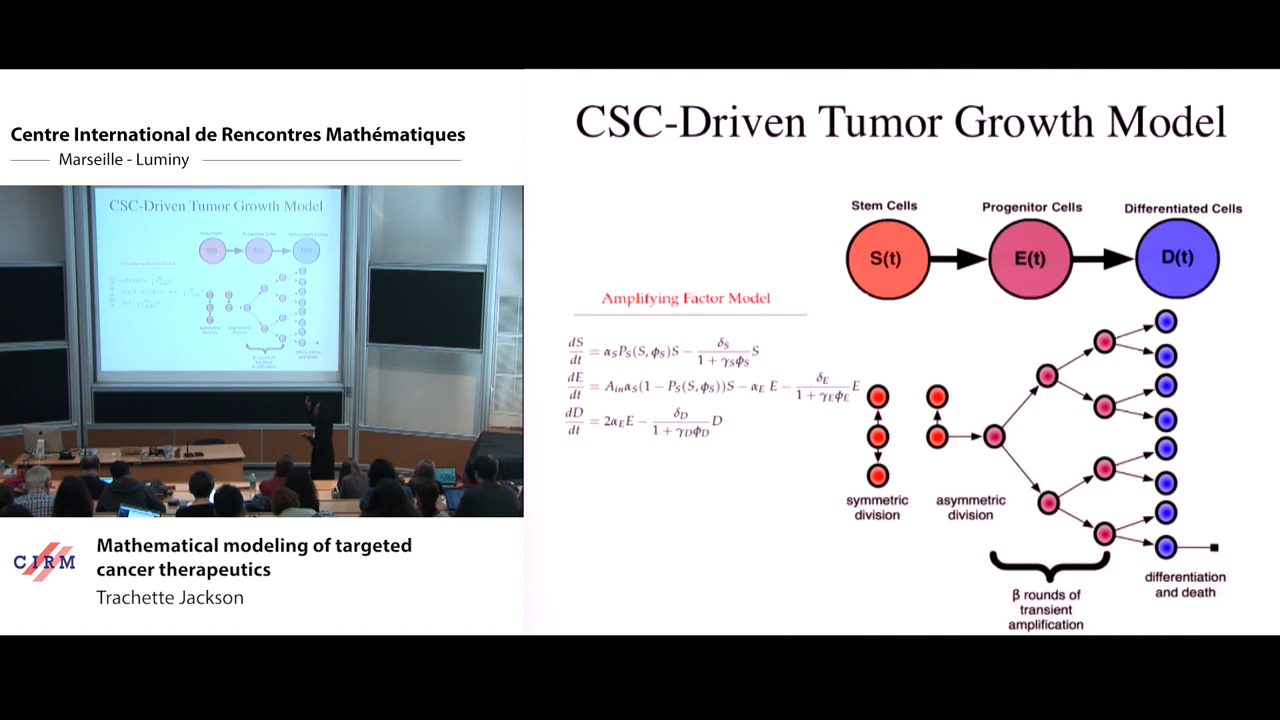 Centre International de Rencontres Mathématiques
Marseille - Luminy
CSC-Driven Tumor Growth Model
CIRM
Mathematical modeling of targeted
cancer therapeutics
Trachette Jackson
CSC-Driven Tumor Growth Model
Stem Cells Progenitor Cells Differentiated Cells
S(t) E(t) D(t)
Amplifying Factor Model
dS/dt = α_S P_S(S, ϕ_S)S − δ_S/(1 + γ_S ϕ_S) S
dE/dt = A_in α_S (1 − P_S(S, ϕ_S))S − α_E E − δ_E/(1 + γ_E ϕ_E) E
dD/dt = 2α_E E − δ_D/(1 + γ_D ϕ_D) D
symmetric
division
asymmetric
division
β rounds of
transient
amplification
differentiation
and death